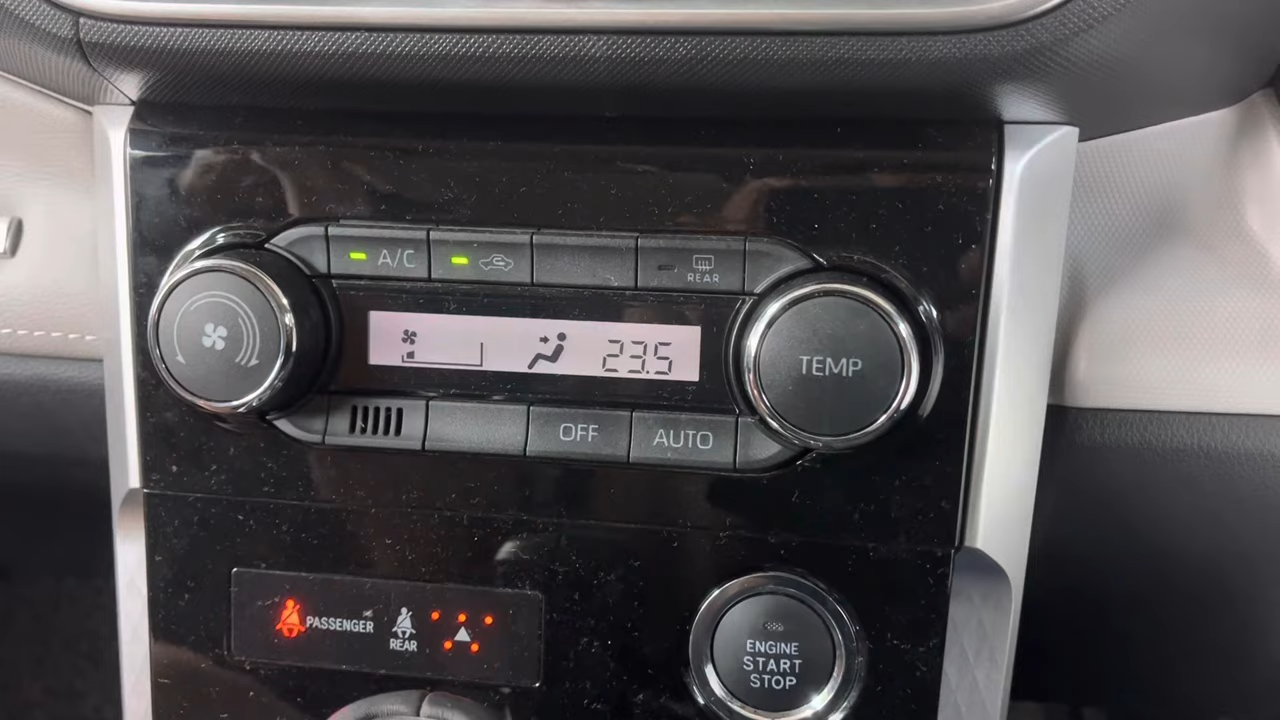 A/C
REAR
23.5
TEMP
OFF
AUTO
PASSENGER
REAR
ENGINE
START
STOP